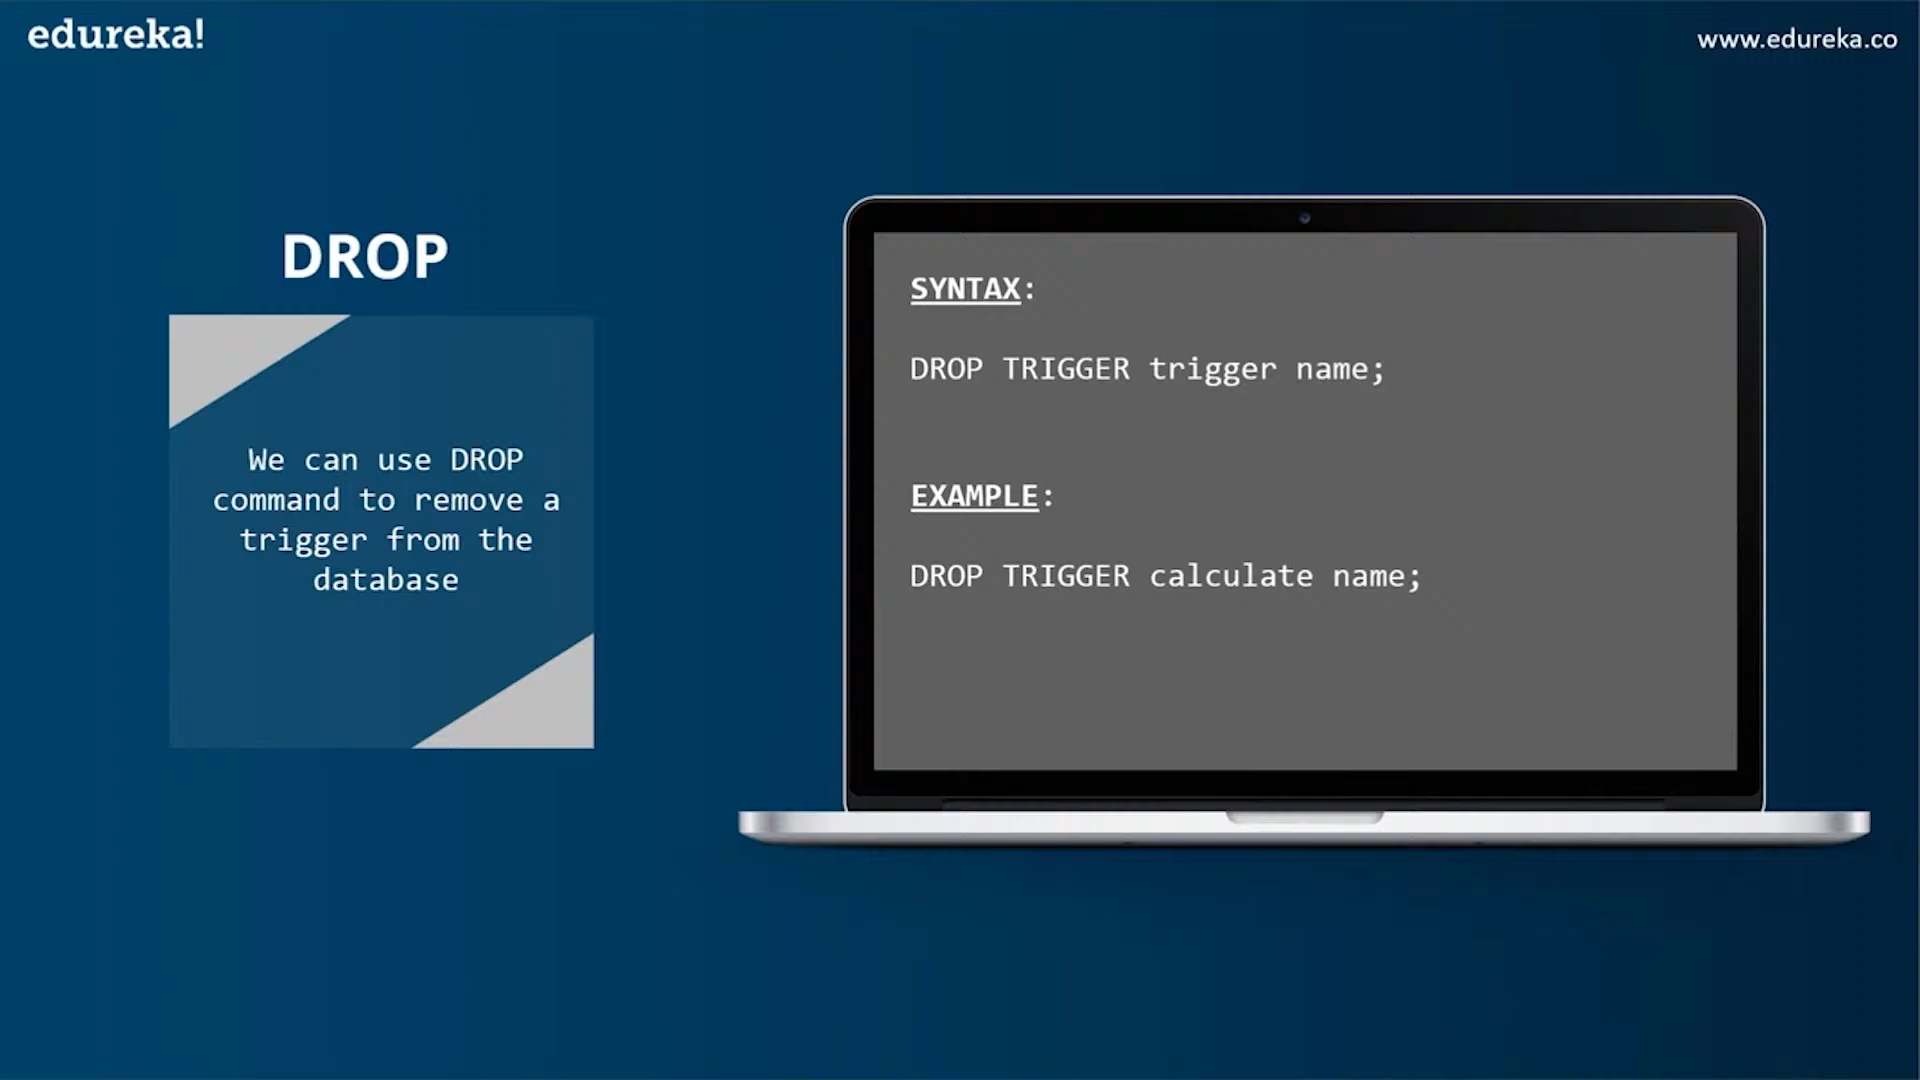 edureka!
www.edureka.co
DROP
We can use DROP
command to remove a
trigger from the
database
SYNTAX:
DROP TRIGGER trigger name;
EXAMPLE:
DROP TRIGGER calculate name;